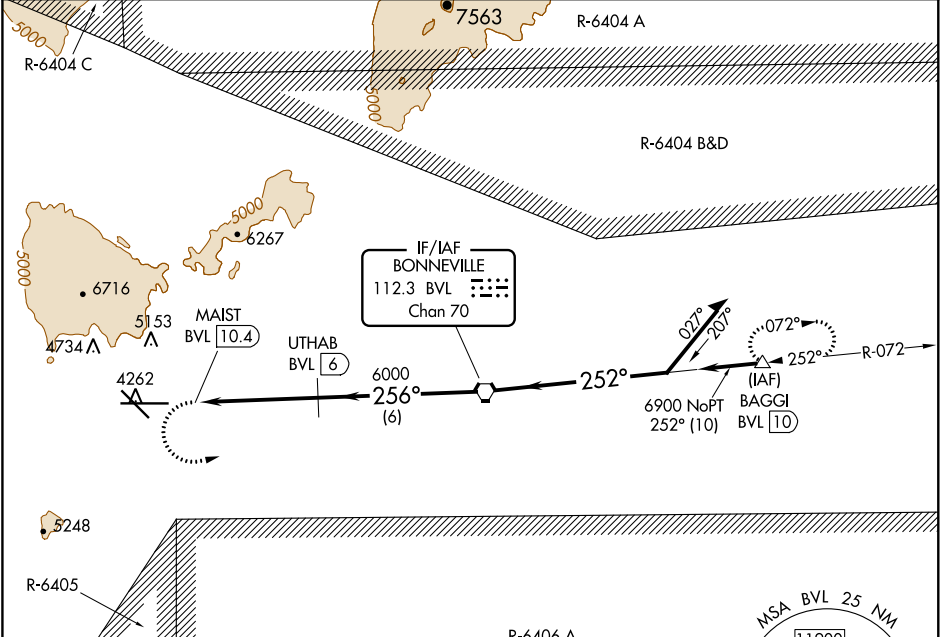 5000
R-6404 C
7563
R-6404 A
5000
R-6404 B&D
5000
6267
5000
6716
5153
4734
4262
MAIST
BVL 10.4
UTHAB
BVL 6
IF/IAF
BONNEVILLE
112.3 BVL
Chan 70
6000
256°
(6)
252°
027°
207°
072°
252°
R-072
(IAF)
BAGGI
BVL 10
6900 NoPT
252° (10)
5248
R-6405
R-6406 A
MSA BVL 25 NM